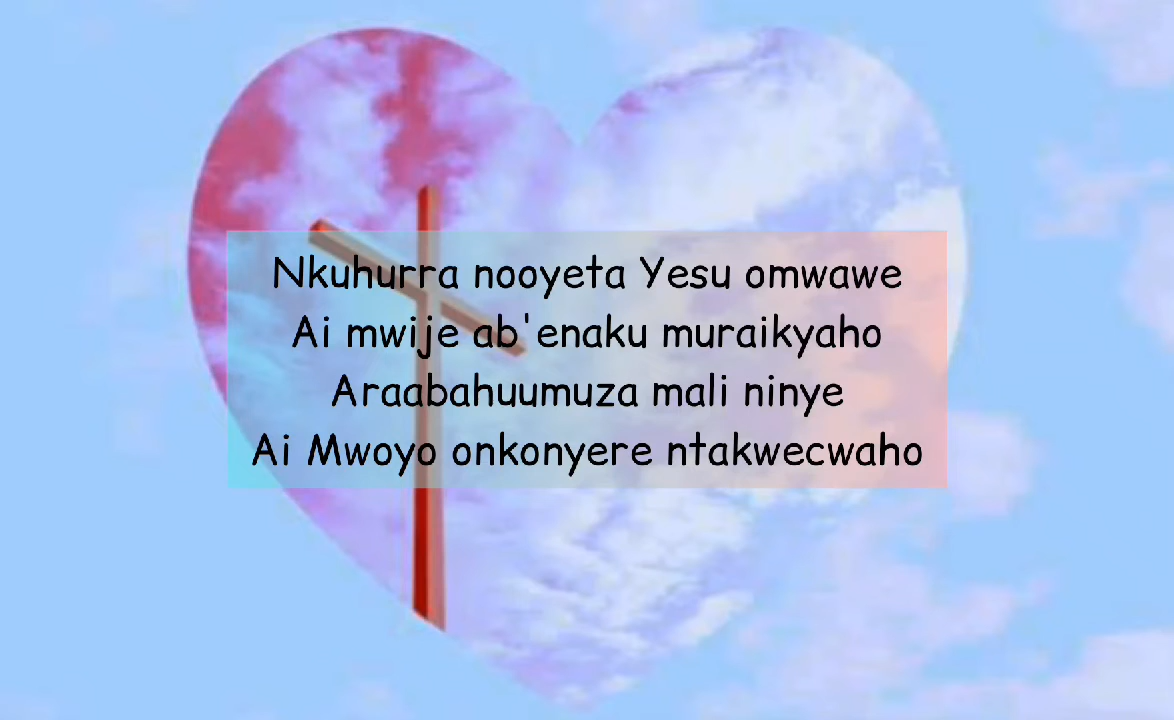 Nkuhurra nooyeta Yesu omwawe
Ai mwije ab'enaku muraikyaho
Araabahuumuza mali ninye
Ai Mwoyo onkonyere ntakwecwaho